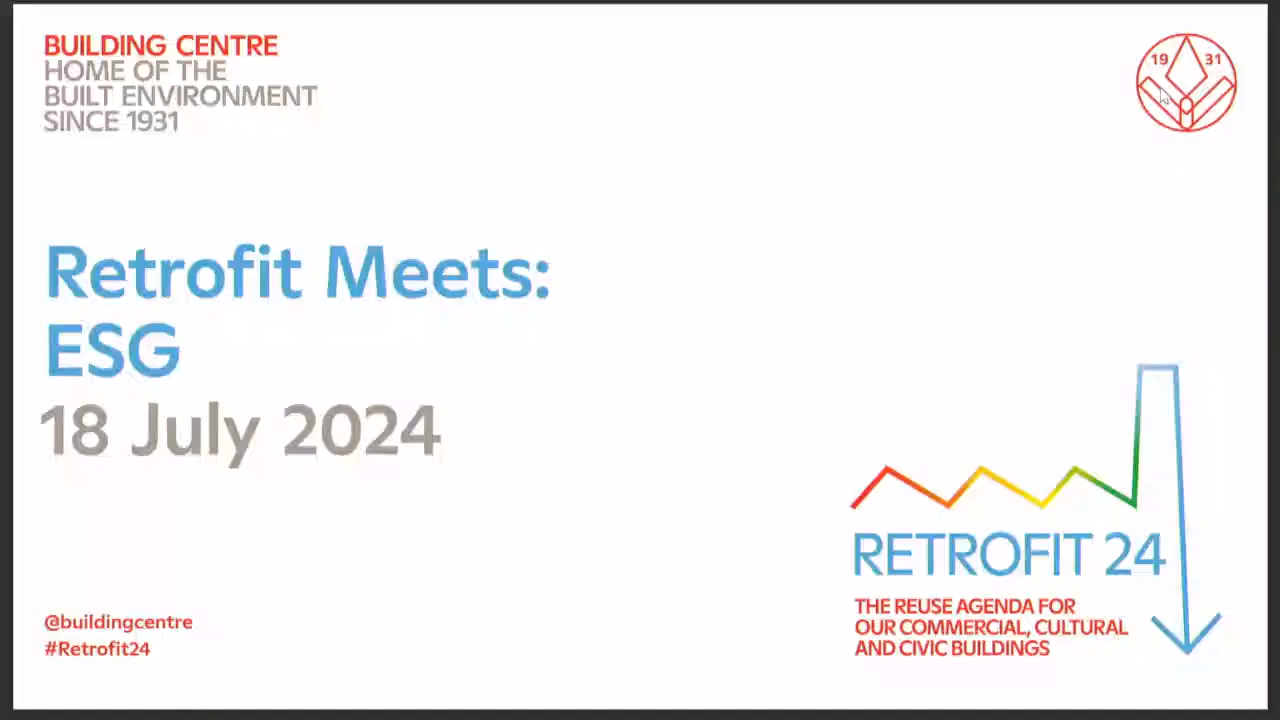 BUILDING CENTRE
HOME OF THE
BUILT ENVIRONMENT
SINCE 1931
19 31
Retrofit Meets:
ESG
18 July 2024
RETROFIT 24
THE REUSE AGENDA FOR
OUR COMMERCIAL, CULTURAL
AND CIVIC BUILDINGS
@buildingcentre
#Retrofit24